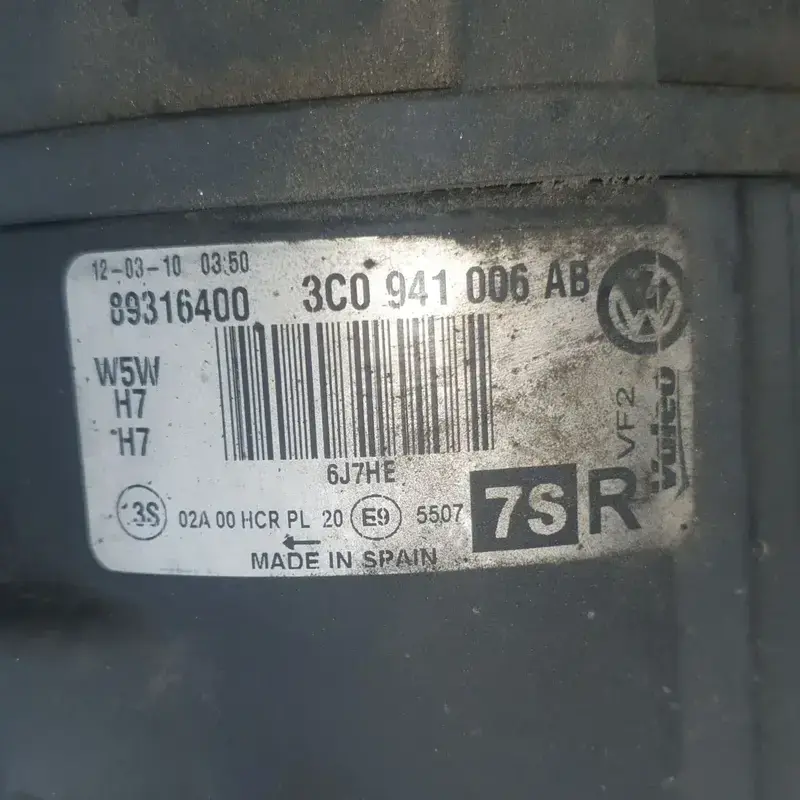 12-03-10 03:50
89316400 3C0 941 006 AB
W5W
H7
H7
6J7HE
3S 02A 00 HCR PL 20 E9 5507
7S R
MADE IN SPAIN
VF2
Valeo